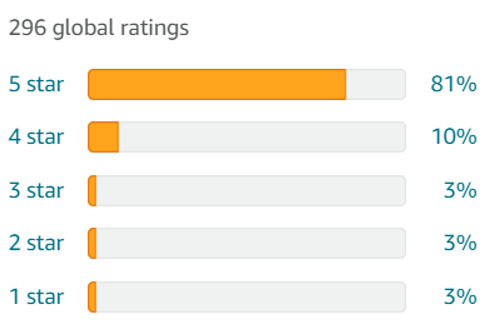 296 global ratings
5 star 81%
4 star 10%
3 star 3%
2 star 3%
1 star 3%